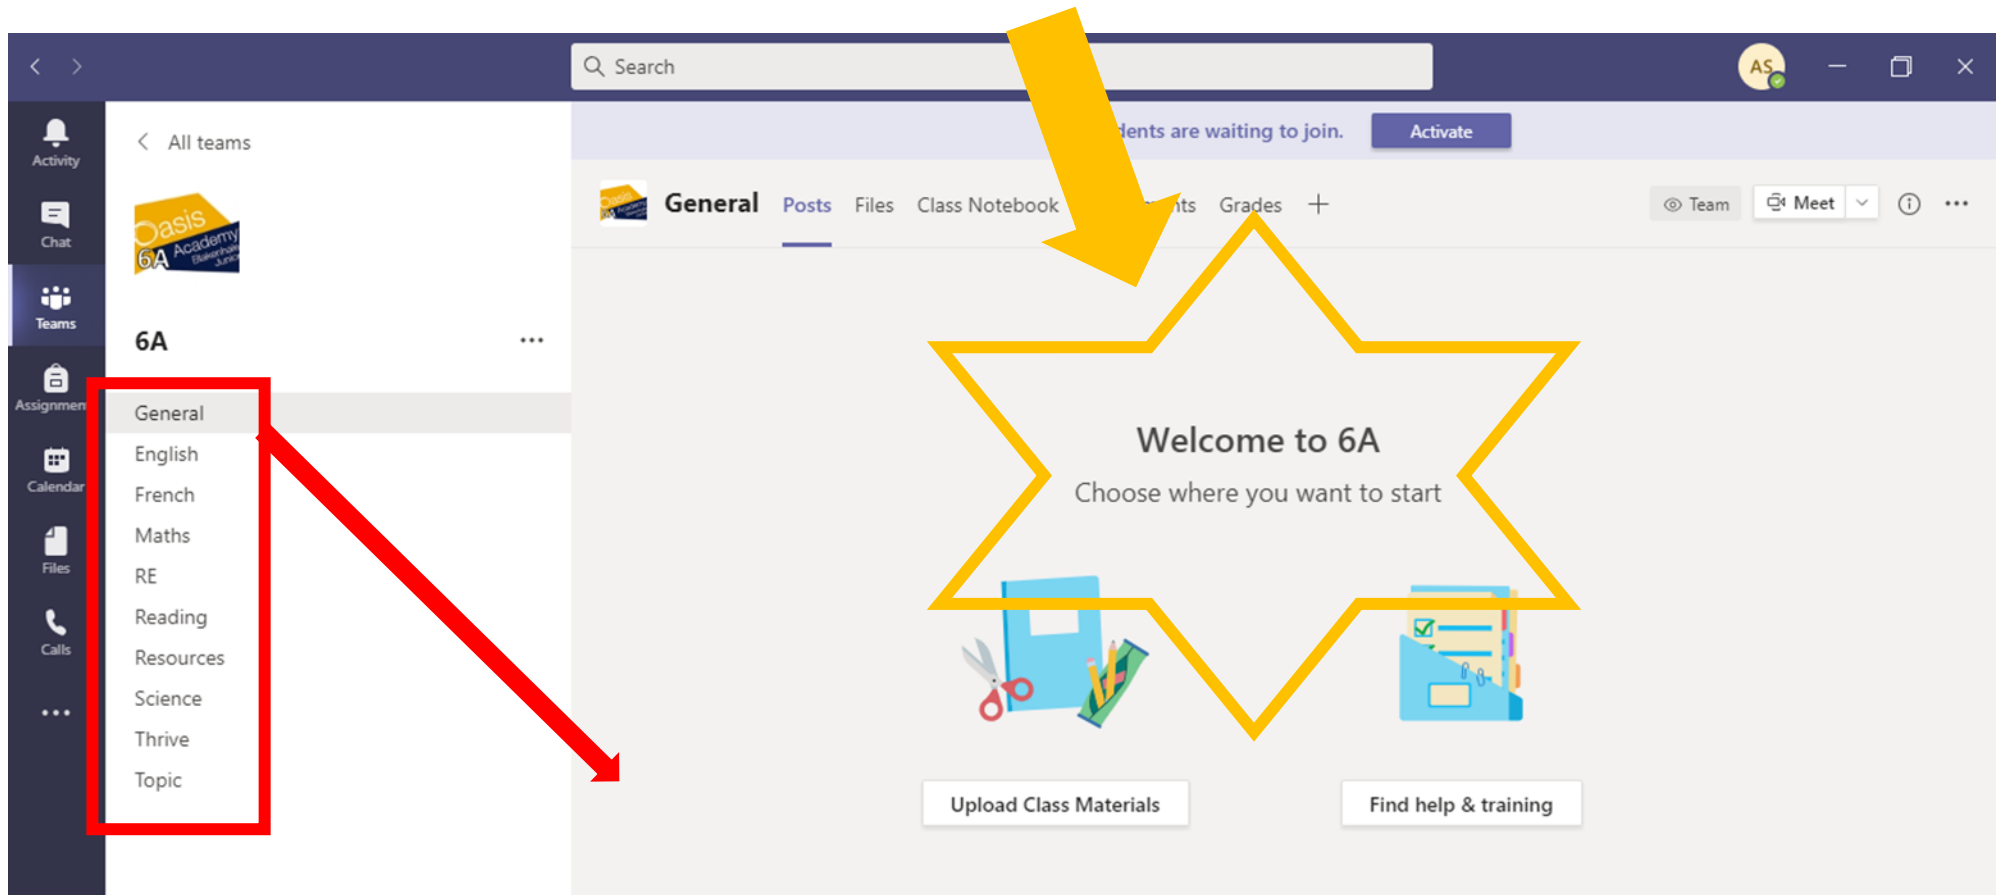 Search
AS
Activity
Chat
Teams
Calendar
Files
Calls
All teams
Oasis
Academy
6A
6A
General
English
French
Maths
RE
Reading
Resources
Science
Thrive
Topic
are waiting to join.
Activate
General
Posts
Files
Class Notebook
Grades
Team
Meet
Welcome to 6A
Choose where you want to start
Upload Class Materials
Find help & training